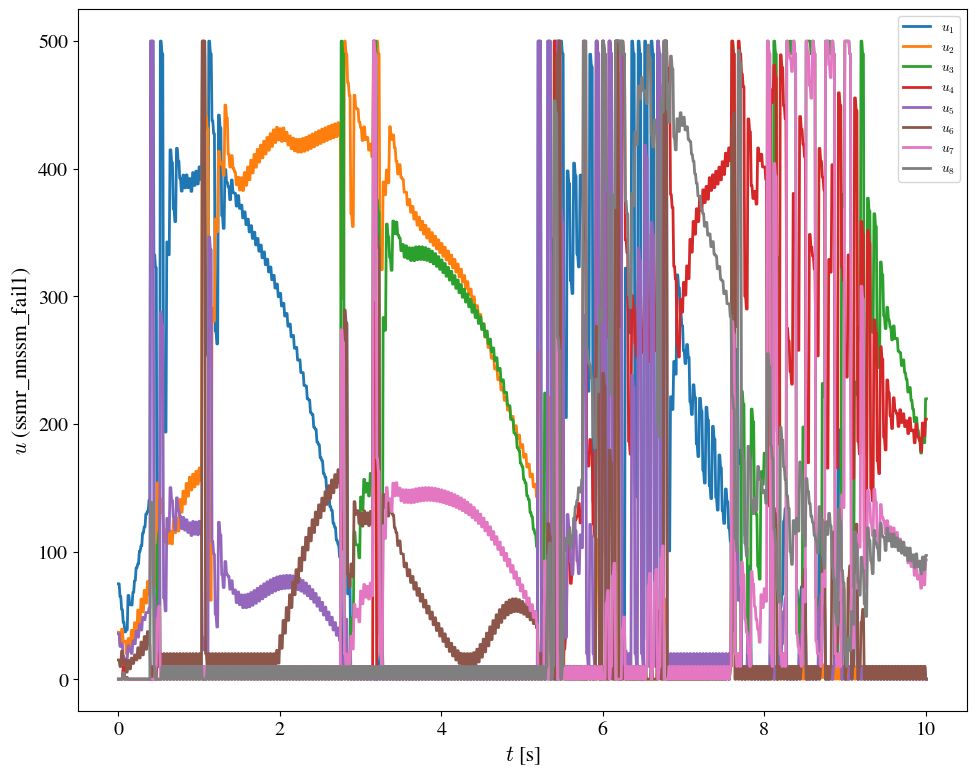 500
400
300
200
100
0
u (ssmr_nnssm_fail1)
0 2 4 6 8 10
t [s]
u₁
u₂
u₃
u₄
u₅
u₆
u₇
u₈